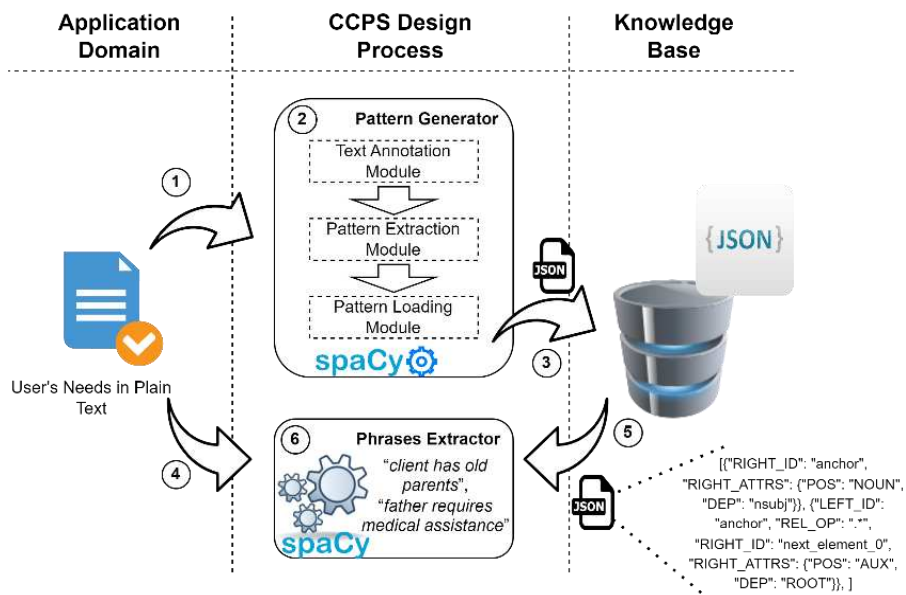 Application
Domain
CCPS Design
Process
Knowledge
Base
1
2
Pattern Generator
Text Annotation
Module
Pattern Extraction
Module
Pattern Loading
Module
spaCy
JSON
3
{JSON}
User's Needs in Plain
Text
4
5
6
Phrases Extractor
"client has old
parents",
"father requires
medical assistance"
spaCy
JSON
[{"RIGHT_ID": "anchor",
"RIGHT_ATTRS": {"POS": "NOUN",
"DEP": "nsubj"}}, {"LEFT_ID":
"anchor", "REL_OP": ".*",
"RIGHT_ID": "next_element_0",
"RIGHT_ATTRS": {"POS": "AUX",
"DEP": "ROOT"}}, ]